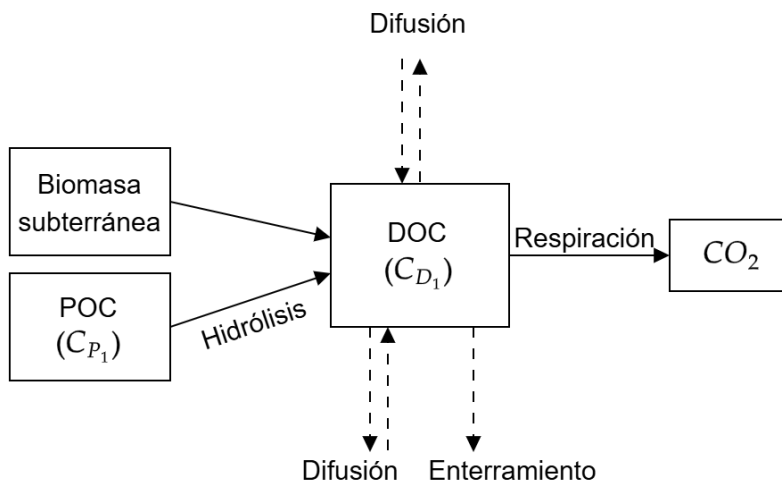 Difusión
Biomasa
subterránea
DOC
(C_{D_1})
Respiración
CO_2
POC
(C_{P_1})
Hidrólisis
Difusión
Enterramiento